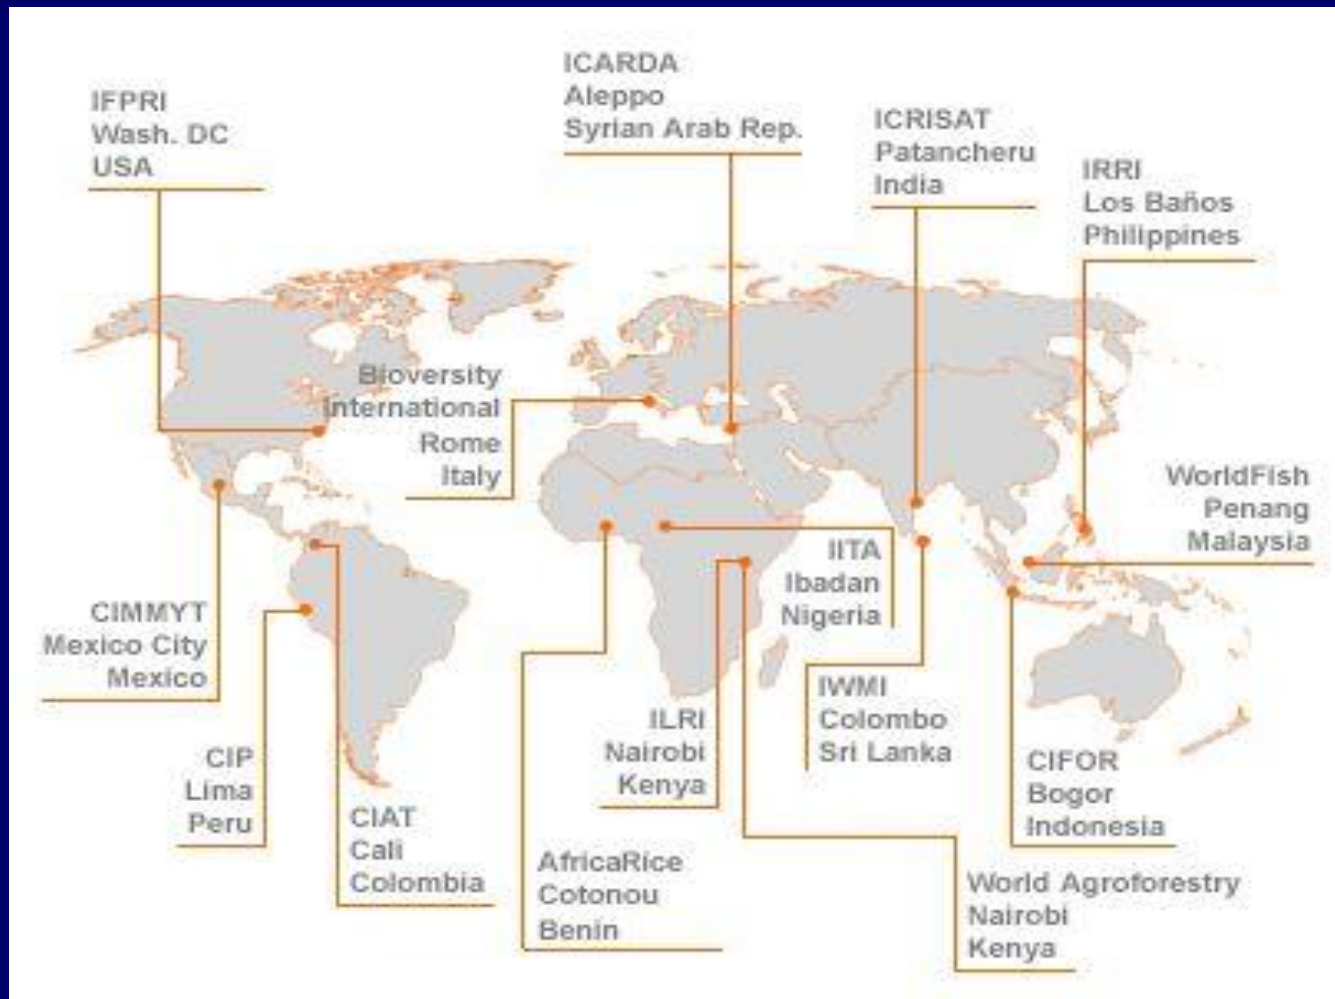 IFPRI
Wash. DC
USA
ICARDA
Aleppo
Syrian Arab Rep.
ICRISAT
Patancheru
India
IRRI
Los Baños
Philippines
Bioversity
International
Rome
Italy
WorldFish
Penang
Malaysia
IITA
Ibadan
Nigeria
CIMMYT
Mexico City
Mexico
ILRI
Nairobi
Kenya
IWMI
Colombo
Sri Lanka
CIP
Lima
Peru
CIFOR
Bogor
Indonesia
CIAT
Cali
Colombia
AfricaRice
Cotonou
Benin
World Agroforestry
Nairobi
Kenya